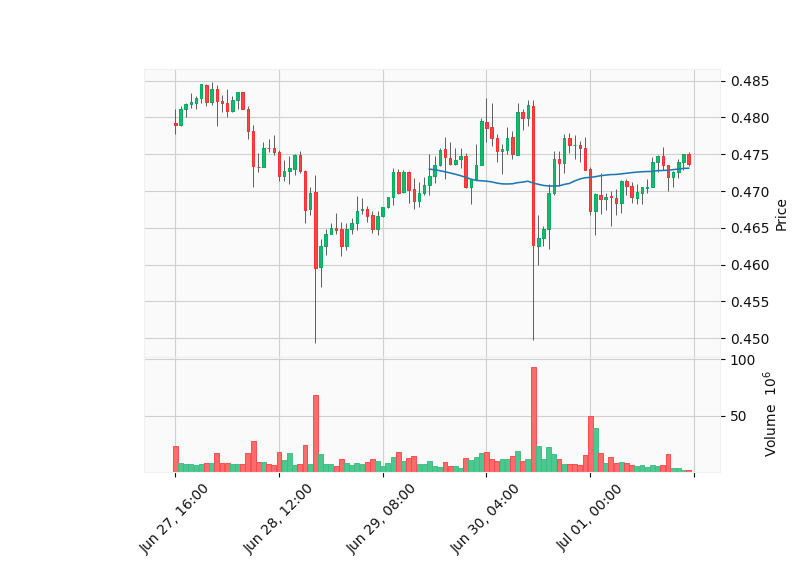 0.485
0.480
0.475
0.470
0.465
0.460
0.455
0.450
Price
100
50
Volume 10^6
Jun 27, 16:00
Jun 28, 12:00
Jun 29, 08:00
Jun 30, 04:00
Jul 01, 00:00